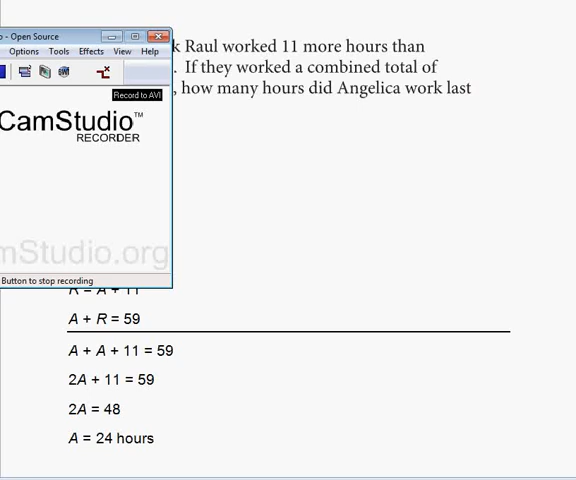 - Open Source
Options Tools Effects View Help
Raul worked 11 more hours than
. If they worked a combined total of
, how many hours did Angelica work last
Record to AVI
CamStudio™
RECORDER
mStudio.org
Button to stop recording
R = A + 11
A + R = 59
A + A + 11 = 59
2A + 11 = 59
2A = 48
A = 24 hours